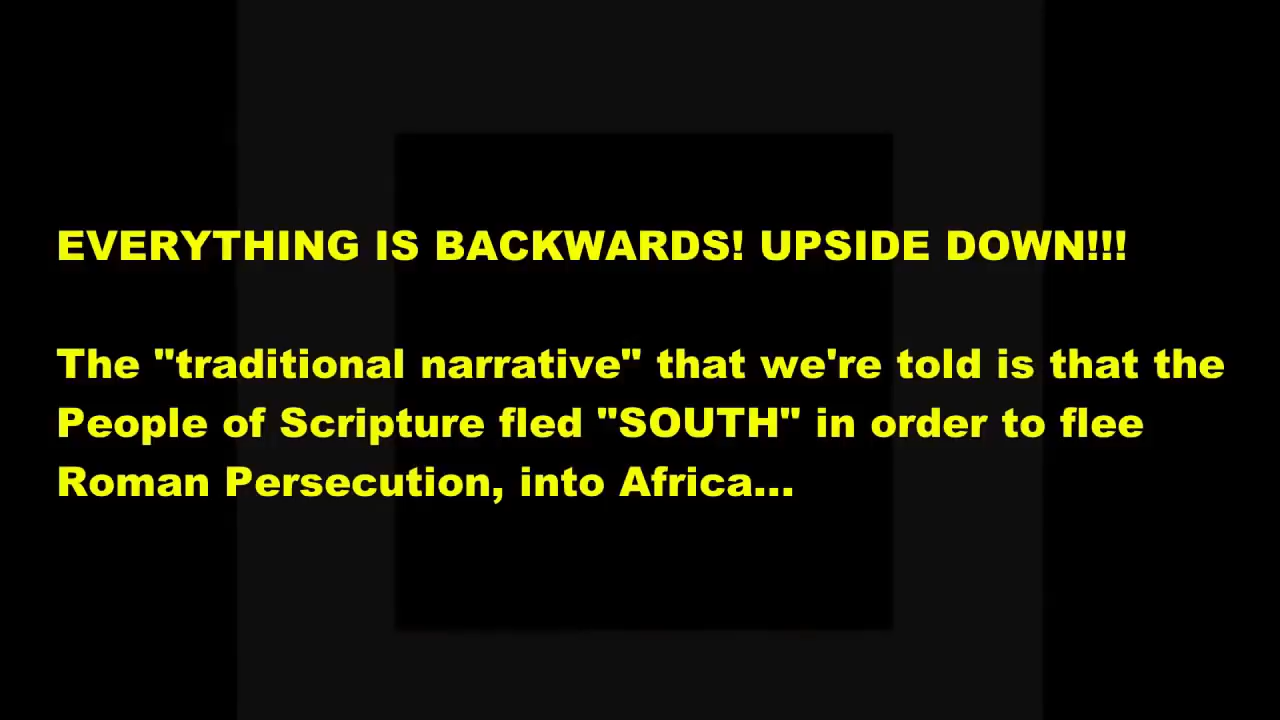 EVERYTHING IS BACKWARDS! UPSIDE DOWN!!!
The "traditional narrative" that we're told is that the
People of Scripture fled "SOUTH" in order to flee
Roman Persecution, into Africa...